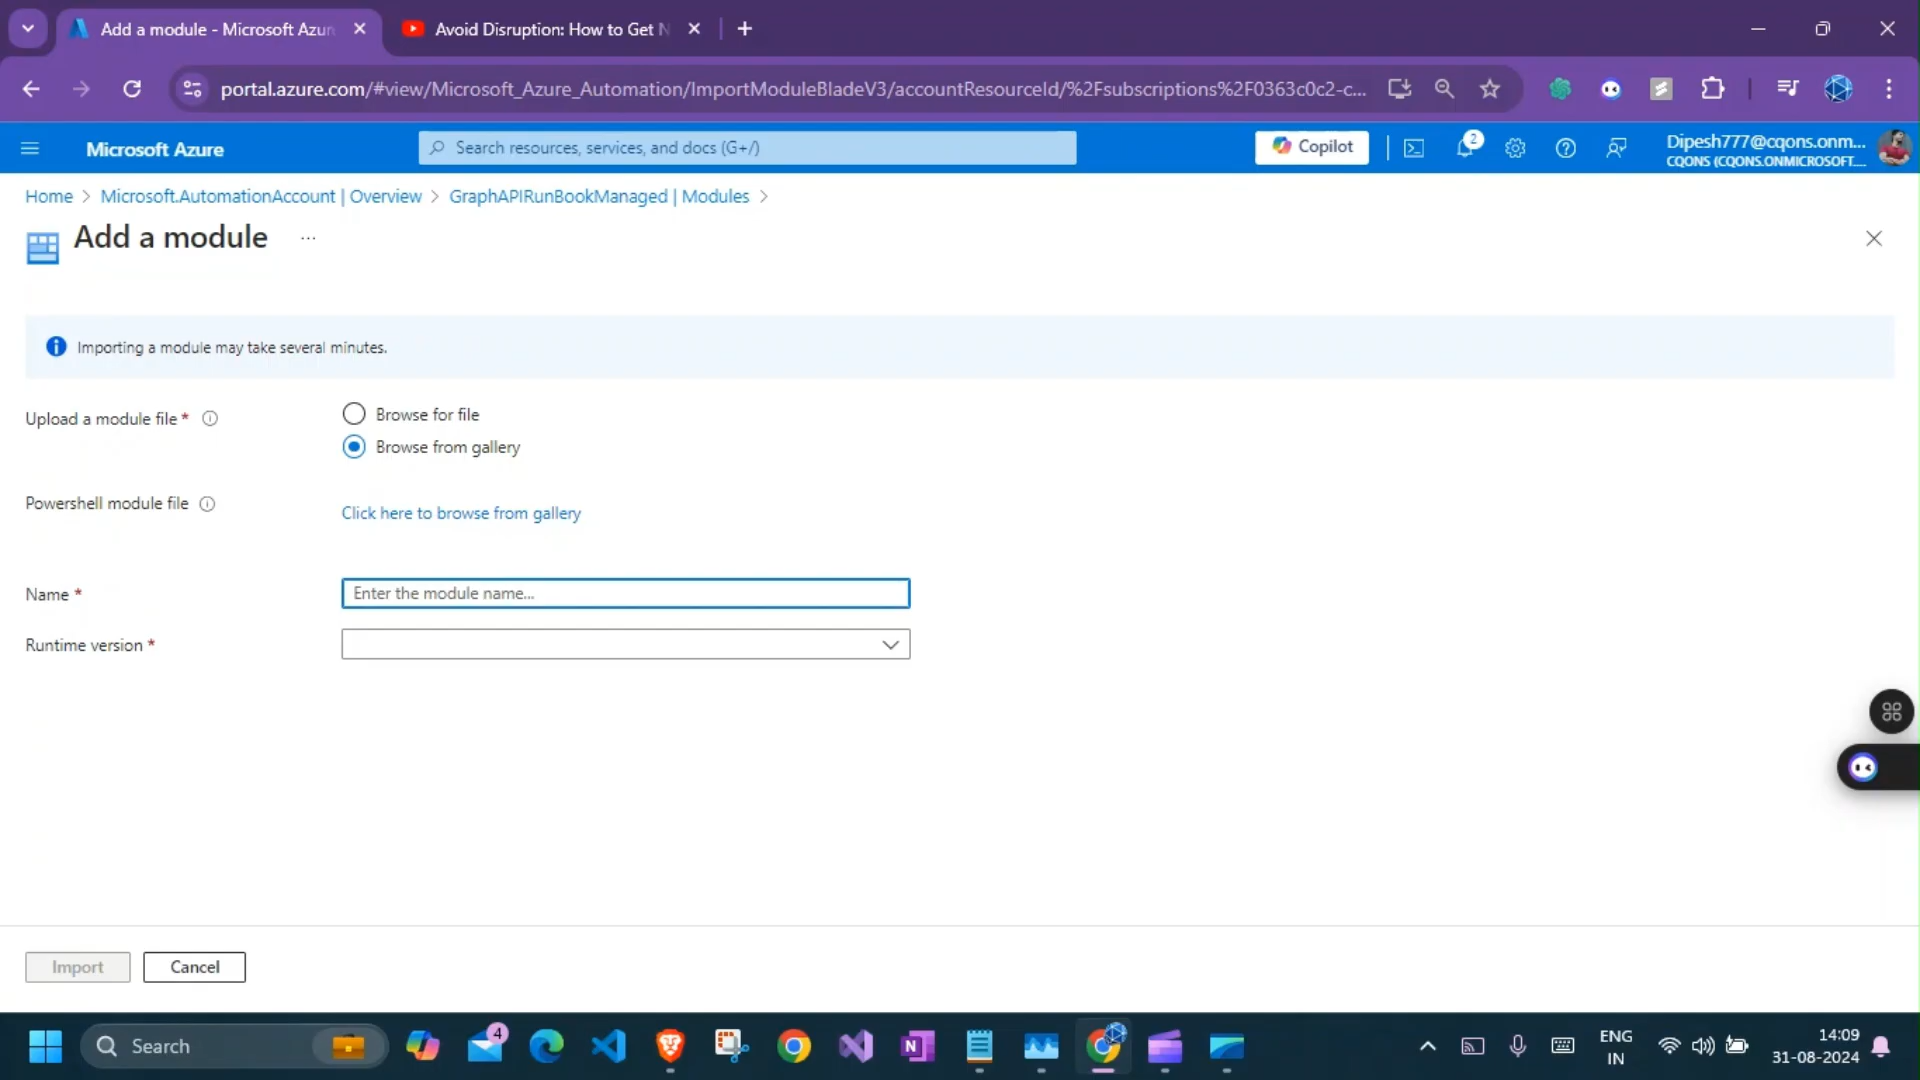 Add a module - Microsoft Azur
Avoid Disruption: How to Get N
portal.azure.com/#view/Microsoft_Azure_Automation/ImportModuleBladeV3/accountResourceId/%2Fsubscriptions%2F0363c0c2-c...
Microsoft Azure
Search resources, services, and docs (G+/)
Copilot
2
Dipesh777@cqons.onm...
CQONS (CQONS.ONMICROSOFT....
Home > Microsoft.AutomationAccount | Overview > GraphAPIRunBookManaged | Modules >
Add a module ...
Importing a module may take several minutes.
Upload a module file *
Browse for file
Browse from gallery
Powershell module file
Click here to browse from gallery
Name *
Enter the module name...
Runtime version *
Import
Cancel
Search
4
N
ENG
IN
14:09
31-08-2024